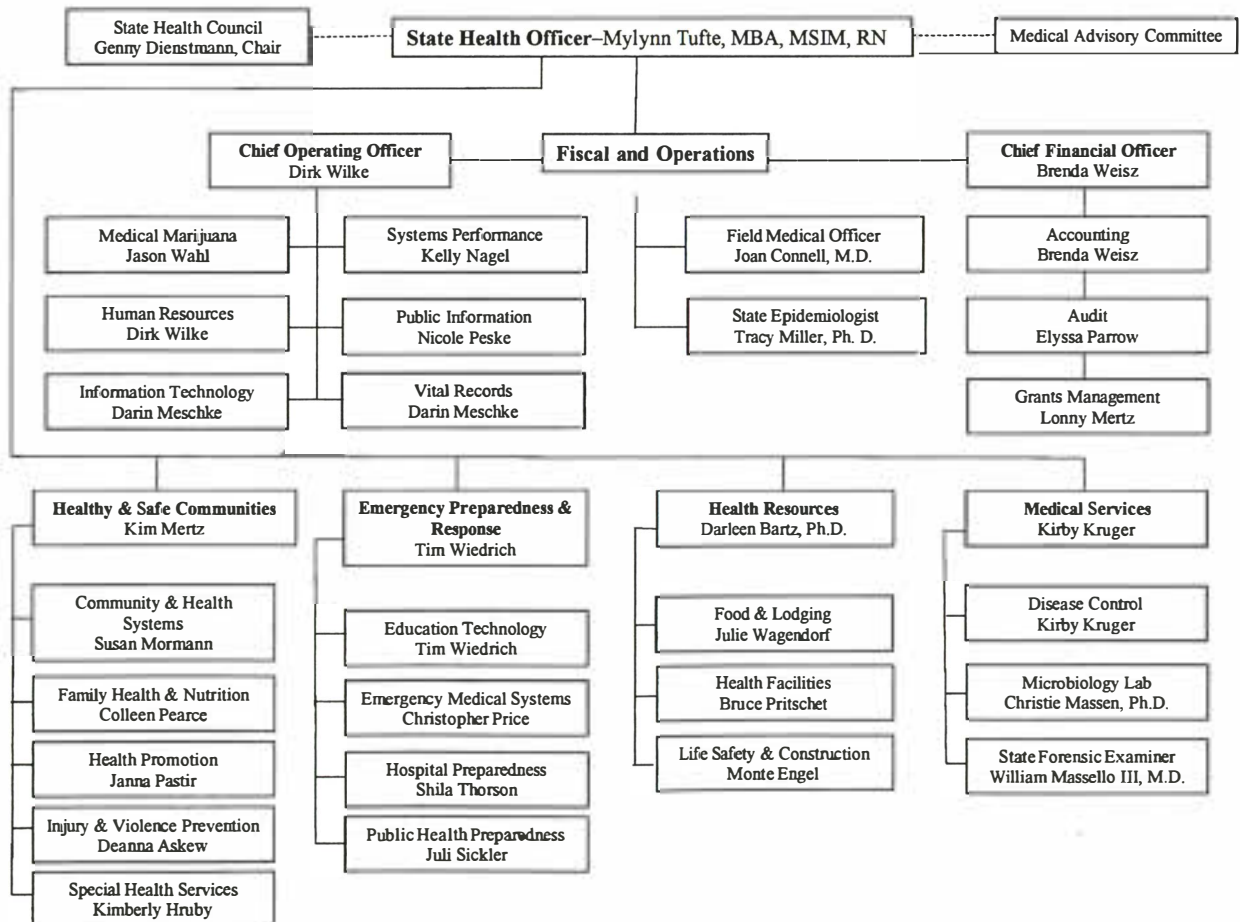 State Health Council
Genny Dienstmann, Chair
State Health Officer–Mylynn Tufte, MBA, MSIM, RN
Medical Advisory Committee
Chief Operating Officer
Dirk Wilke
Fiscal and Operations
Chief Financial Officer
Brenda Weisz
Medical Marijuana
Jason Wahl
Systems Performance
Kelly Nagel
Field Medical Officer
Joan Connell, M.D.
Accounting
Brenda Weisz
Human Resources
Dirk Wilke
Public Information
Nicole Peske
State Epidemiologist
Tracy Miller, Ph. D.
Audit
Elyssa Parrow
Information Technology
Darin Meschke
Vital Records
Darin Meschke
Grants Management
Lonny Mertz
Healthy & Safe Communities
Kim Mertz
Emergency Preparedness &
Response
Tim Wiedrich
Health Resources
Darleen Bartz, Ph.D.
Medical Services
Kirby Kruger
Community & Health
Systems
Susan Mormann
Family Health & Nutrition
Colleen Pearce
Health Promotion
Janna Pastir
Injury & Violence Prevention
Deanna Askew
Special Health Services
Kimberly Hruby
Education Technology
Tim Wiedrich
Emergency Medical Systems
Christopher Price
Hospital Preparedness
Shila Thorson
Public Health Preparedness
Juli Sickler
Food & Lodging
Julie Wagendorf
Health Facilities
Bruce Pritschet
Life Safety & Construction
Monte Engel
Disease Control
Kirby Kruger
Microbiology Lab
Christie Massen, Ph.D.
State Forensic Examiner
William Massello III, M.D.